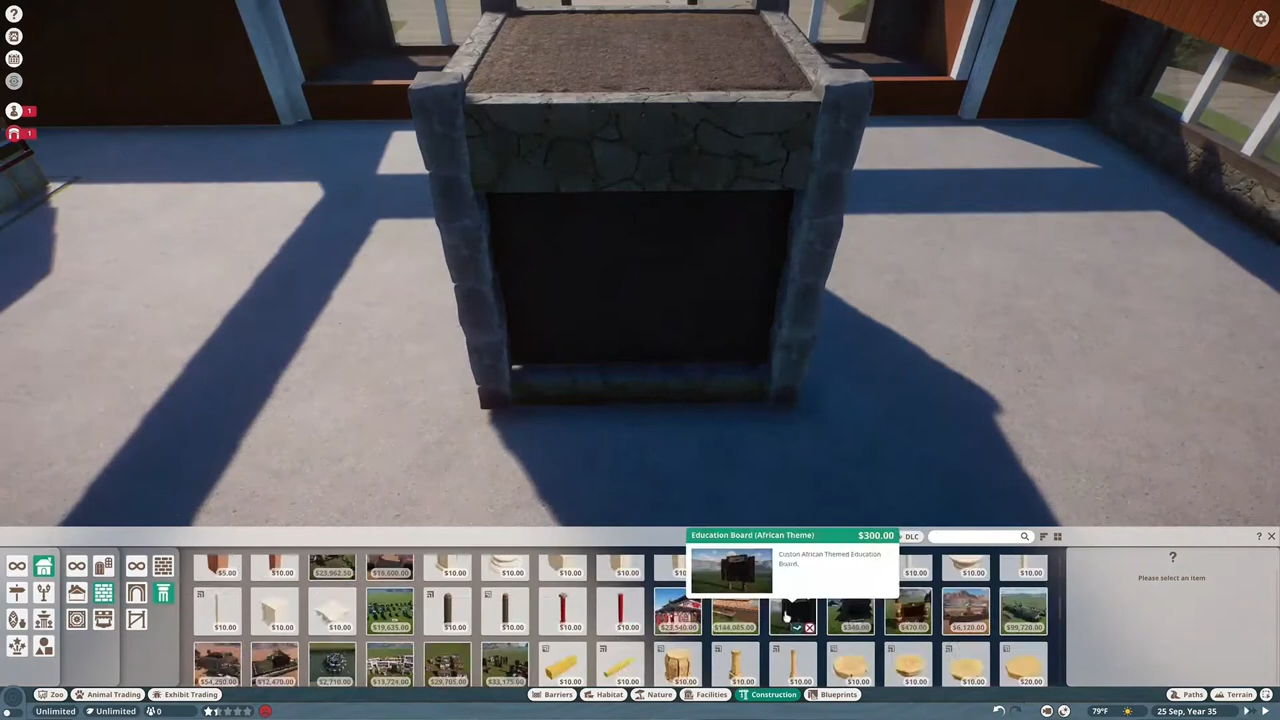 ?
1
1
Education Board (African Theme) $300.00
Custon African Themed Education
Board.
DLC
?
$5.00 $10.00 $23,962.50 $18,600.00 $10.00 $10.00 $10.00 $10.00
$10.00 $10.00 $10.00 $19,635.00 $10.00 $10.00 $10.00 $10.00 $23,540.00 $144,085.00 $340.00 $470.00 $6,120.00 $99,720.00
$54,250.00 $12,470.00 $2,710.00 $13,724.00 $29,795.00 $33,175.00 $10.00 $10.00 $10.00 $10.00 $10.00 $10.00 $10.00 $10.00 $20.00
?
Please select an item
Zoo Animal Trading Exhibit Trading Barriers Habitat Nature Facilities Construction Blueprints Paths Terrain
Unlimited Unlimited 0 79°F 25 Sep, Year 35